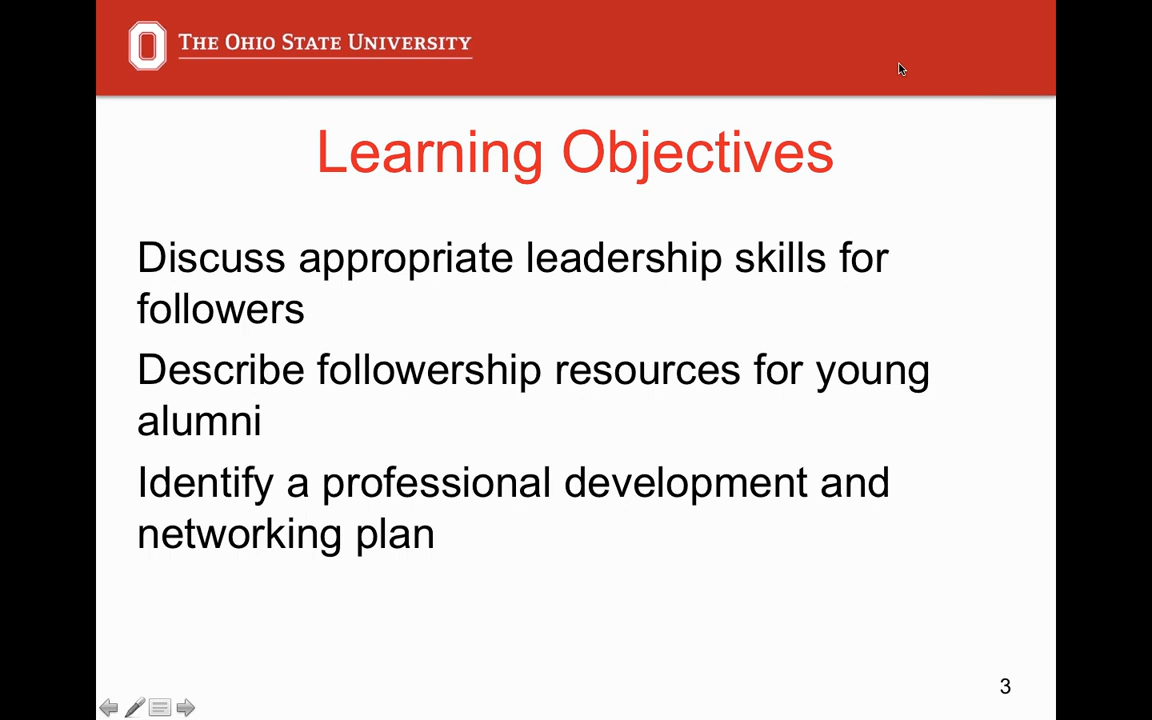 THE OHIO STATE UNIVERSITY
Learning Objectives
Discuss appropriate leadership skills for
followers
Describe followership resources for young
alumni
Identify a professional development and
networking plan
3